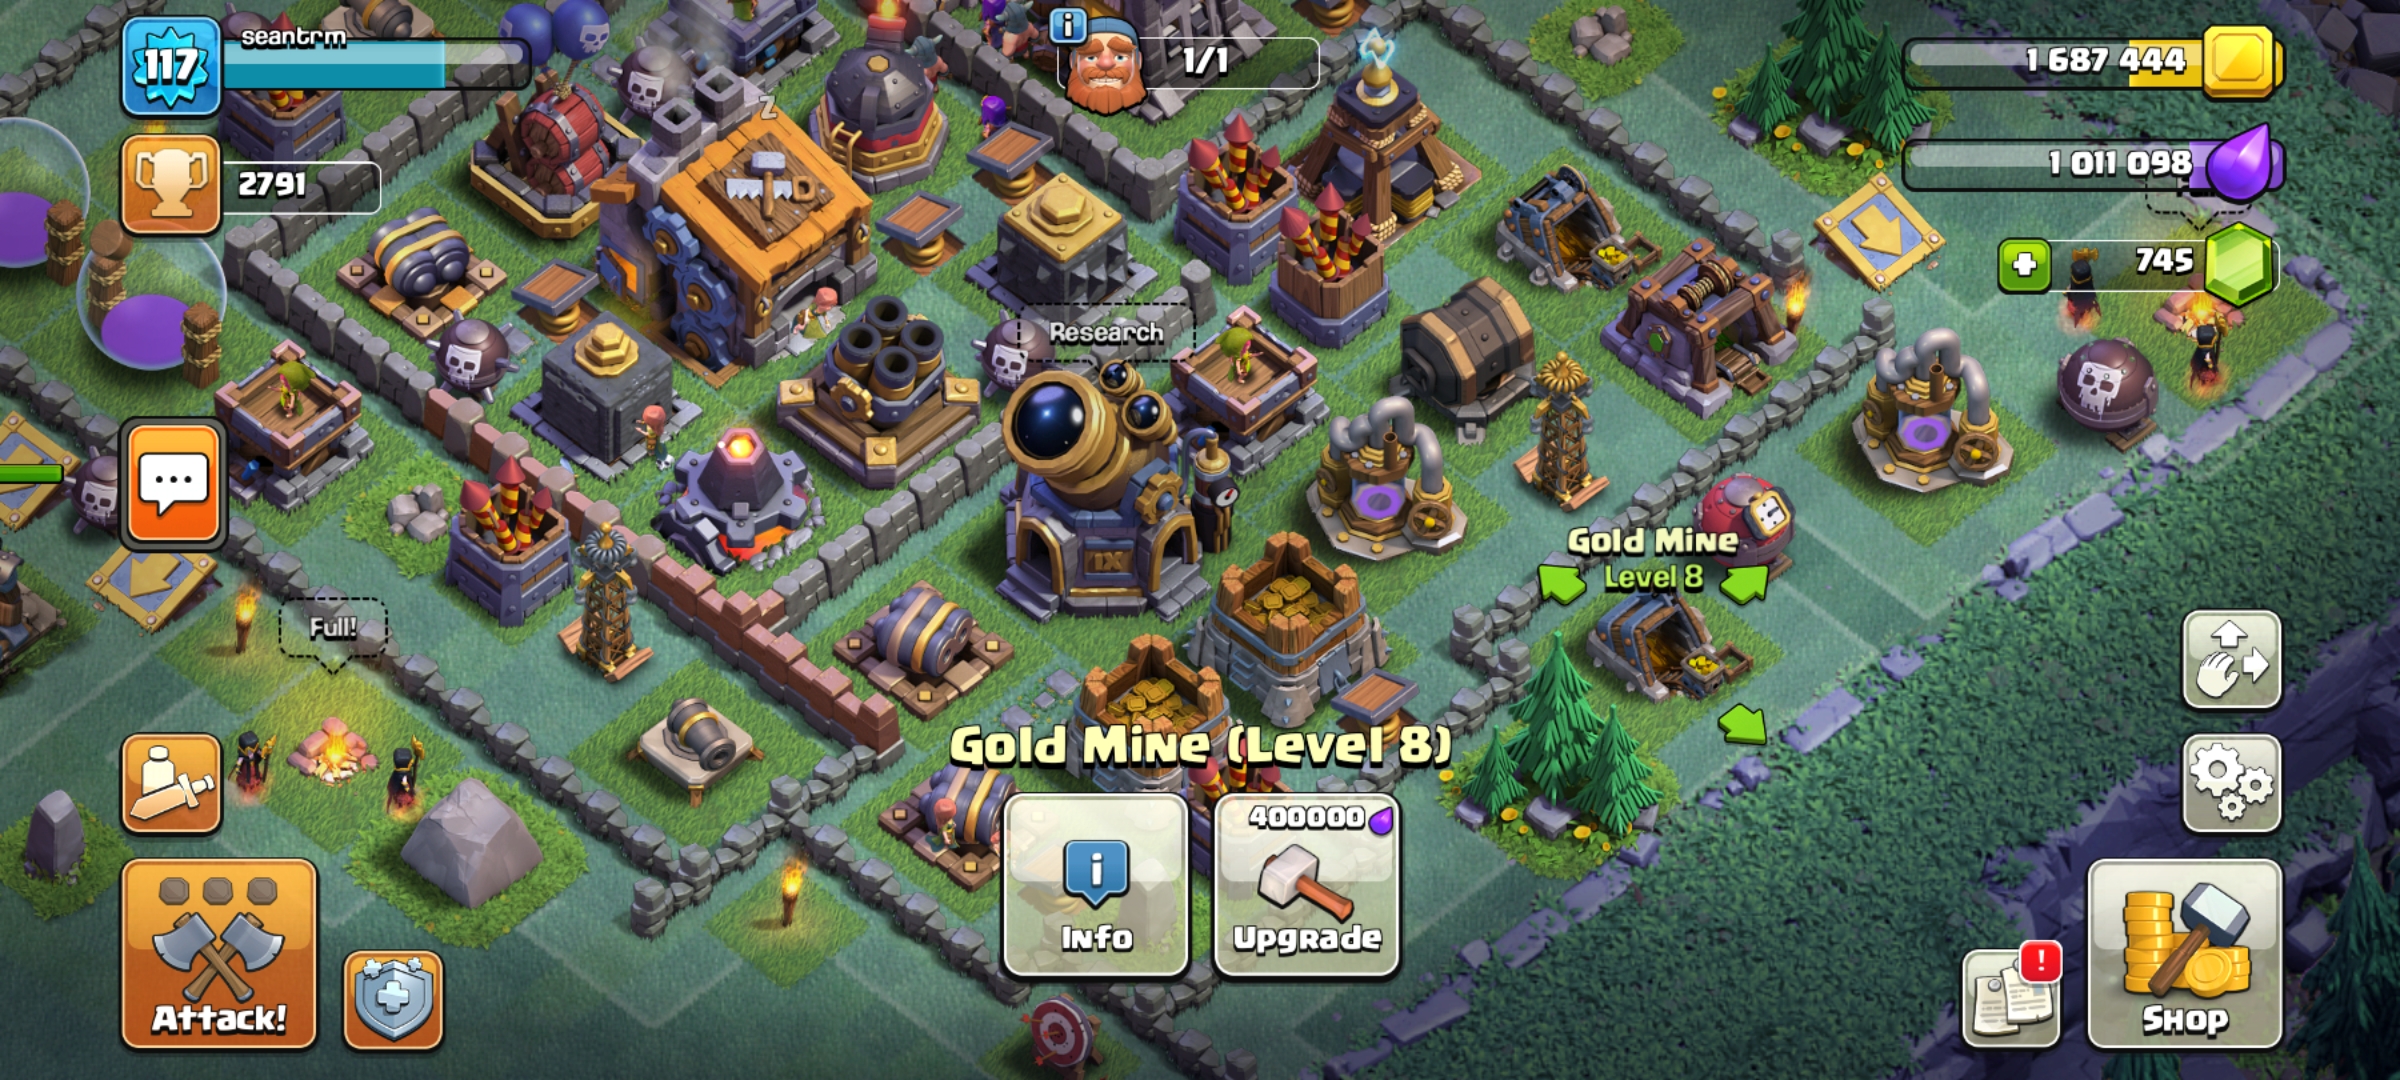 117
seantrm
1/1
1 687 444
1 011 098
2791
745
Z
Research
Gold Mine
Level 8
IX
Full!
Gold Mine (Level 8)
400000
Info
Upgrade
Attack!
!
Shop